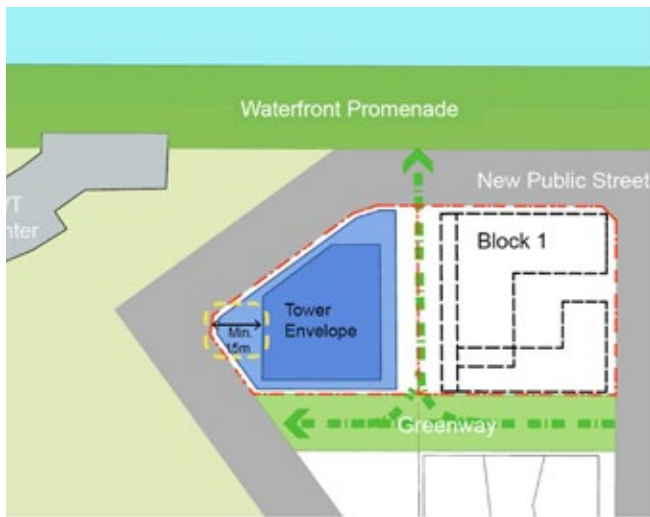 Waterfront Promenade
New Public Street
Block 1
Tower
Envelope
Min.
15m
Greenway